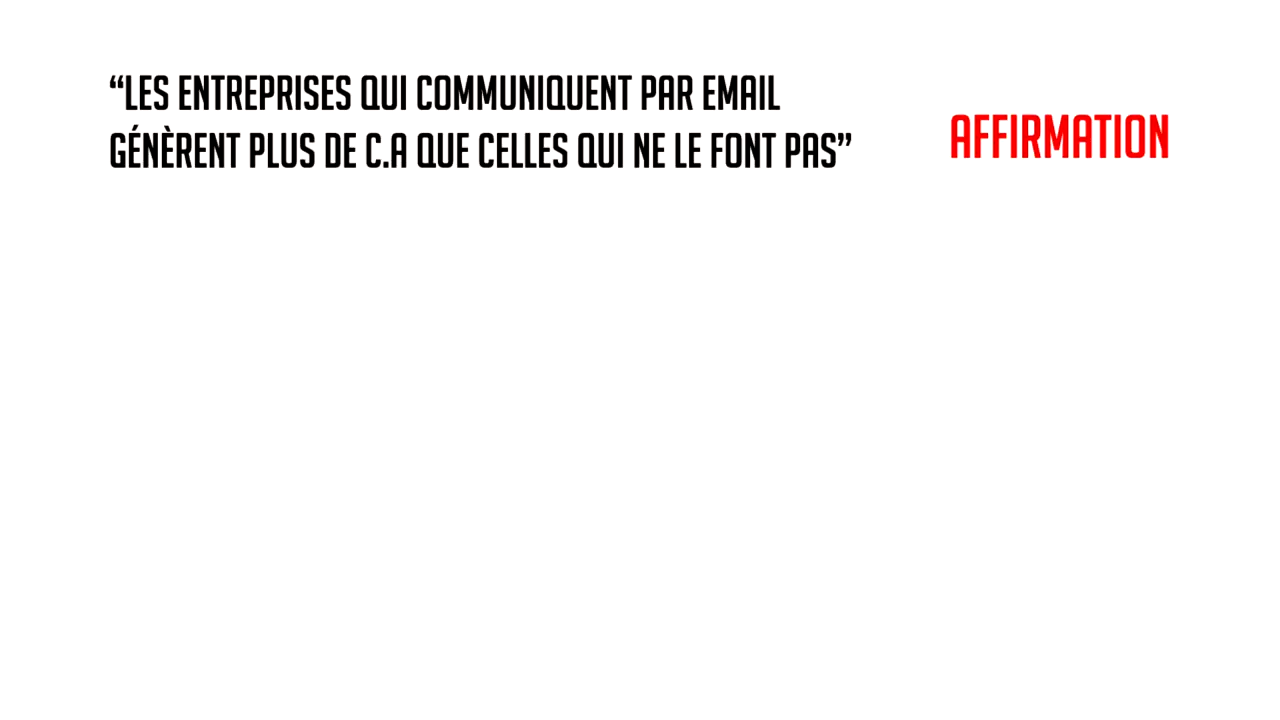 “LES ENTREPRISES QUI COMMUNIQUENT PAR EMAIL
GÉNÈRENT PLUS DE C.A QUE CELLES QUI NE LE FONT PAS”
AFFIRMATION